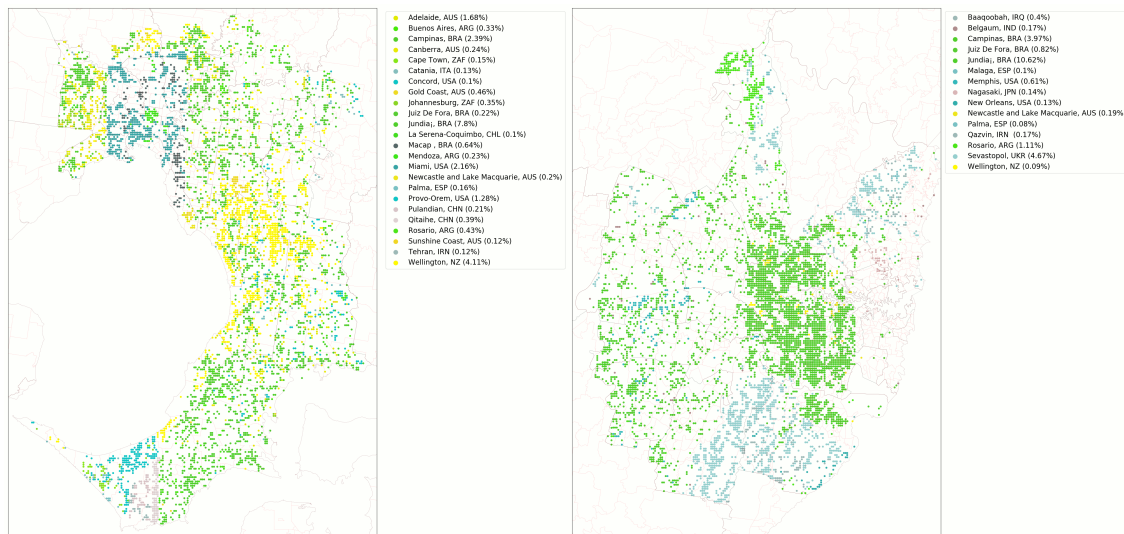 Adelaide, AUS (1.68%)
Buenos Aires, ARG (0.33%)
Campinas, BRA (2.39%)
Canberra, AUS (0.24%)
Cape Town, ZAF (0.15%)
Catania, ITA (0.13%)
Concord, USA (0.1%)
Gold Coast, AUS (0.46%)
Johannesburg, ZAF (0.35%)
Juiz De Fora, BRA (0.22%)
Jundia¡, BRA (7.8%)
La Serena-Coquimbo, CHL (0.1%)
Macap , BRA (0.64%)
Mendoza, ARG (0.23%)
Miami, USA (2.16%)
Newcastle and Lake Macquarie, AUS (0.2%)
Palma, ESP (0.16%)
Provo-Orem, USA (1.28%)
Pulandian, CHN (0.21%)
Qitaihe, CHN (0.39%)
Rosario, ARG (0.43%)
Sunshine Coast, AUS (0.12%)
Tehran, IRN (0.12%)
Wellington, NZ (4.11%)
Baaqoobah, IRQ (0.4%)
Belgaum, IND (0.17%)
Campinas, BRA (3.97%)
Juiz De Fora, BRA (0.82%)
Jundia¡, BRA (10.62%)
Malaga, ESP (0.1%)
Memphis, USA (0.61%)
Nagasaki, JPN (0.14%)
New Orleans, USA (0.13%)
Newcastle and Lake Macquarie, AUS (0.19%)
Palma, ESP (0.08%)
Qazvin, IRN  (0.17%)
Rosario, ARG (1.11%)
Sevastopol, UKR (4.67%)
Wellington, NZ (0.09%)